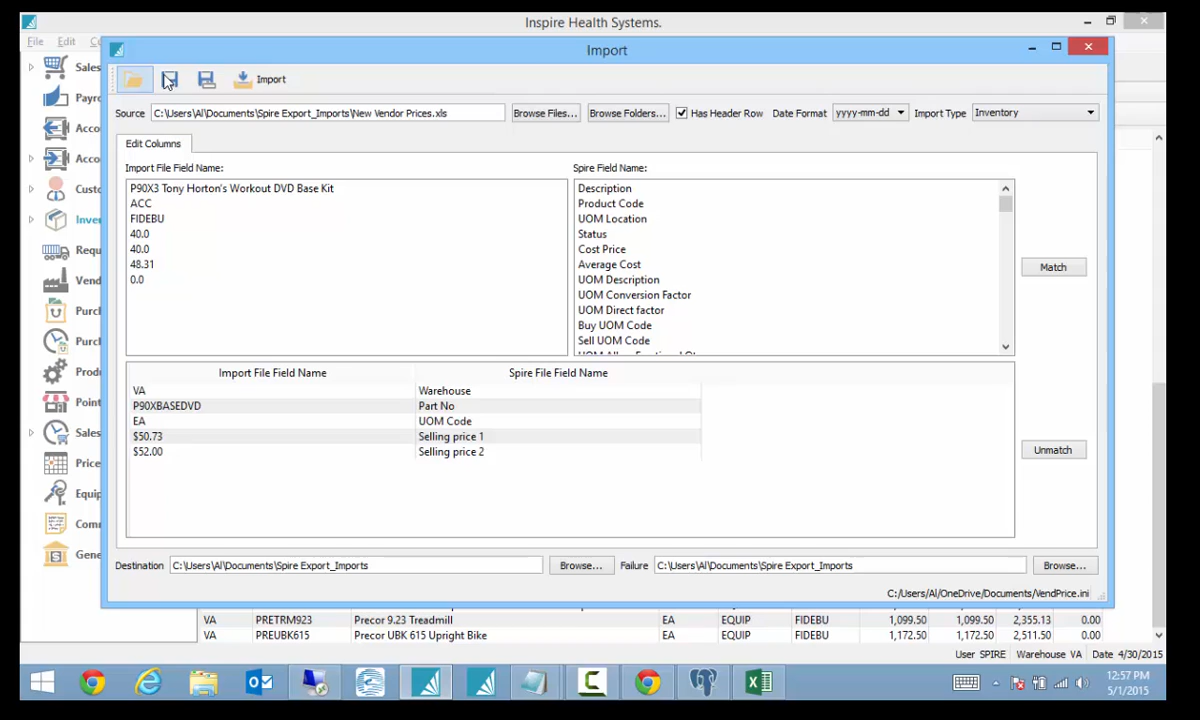 Inspire Health Systems.
File Edit
Import
Import
Source C:\Users\Al\Documents\Spire Export_Imports\New Vendor Prices.xls Browse Files... Browse Folders... Has Header Row Date Format yyyy-mm-dd Import Type Inventory
Edit Columns
Import File Field Name: Spire Field Name:
P90X3 Tony Horton's Workout DVD Base Kit
ACC
FIDEBU
40.0
40.0
48.31
0.0
Description
Product Code
UOM Location
Status
Cost Price
Average Cost
UOM Description
UOM Conversion Factor
UOM Direct factor
Buy UOM Code
Sell UOM Code
Match
Import File Field Name Spire File Field Name
VA Warehouse
P90XBASEDVD Part No
EA UOM Code
$50.73 Selling price 1
$52.00 Selling price 2
Unmatch
Destination C:\Users\Al\Documents\Spire Export_Imports Browse... Failure C:\Users\Al\Documents\Spire Export_Imports Browse...
C:/Users/Al/OneDrive/Documents/VendPrice.ini
Sales
Payro
Acco
Acco
Custo
Inver
Requ
Vend
Purch
Purch
Prod
Point
Sales
Price
Equip
Comm
Gene
VA PRETRM923 Precor 9.23 Treadmill EA EQUIP FIDEBU 1,099.50 1,099.50 2,355.13 0.00
VA PREUBK615 Precor UBK 615 Upright Bike EA EQUIP FIDEBU 1,172.50 1,172.50 2,511.50 0.00
User SPIRE Warehouse VA Date 4/30/2015
12:57 PM
5/1/2015